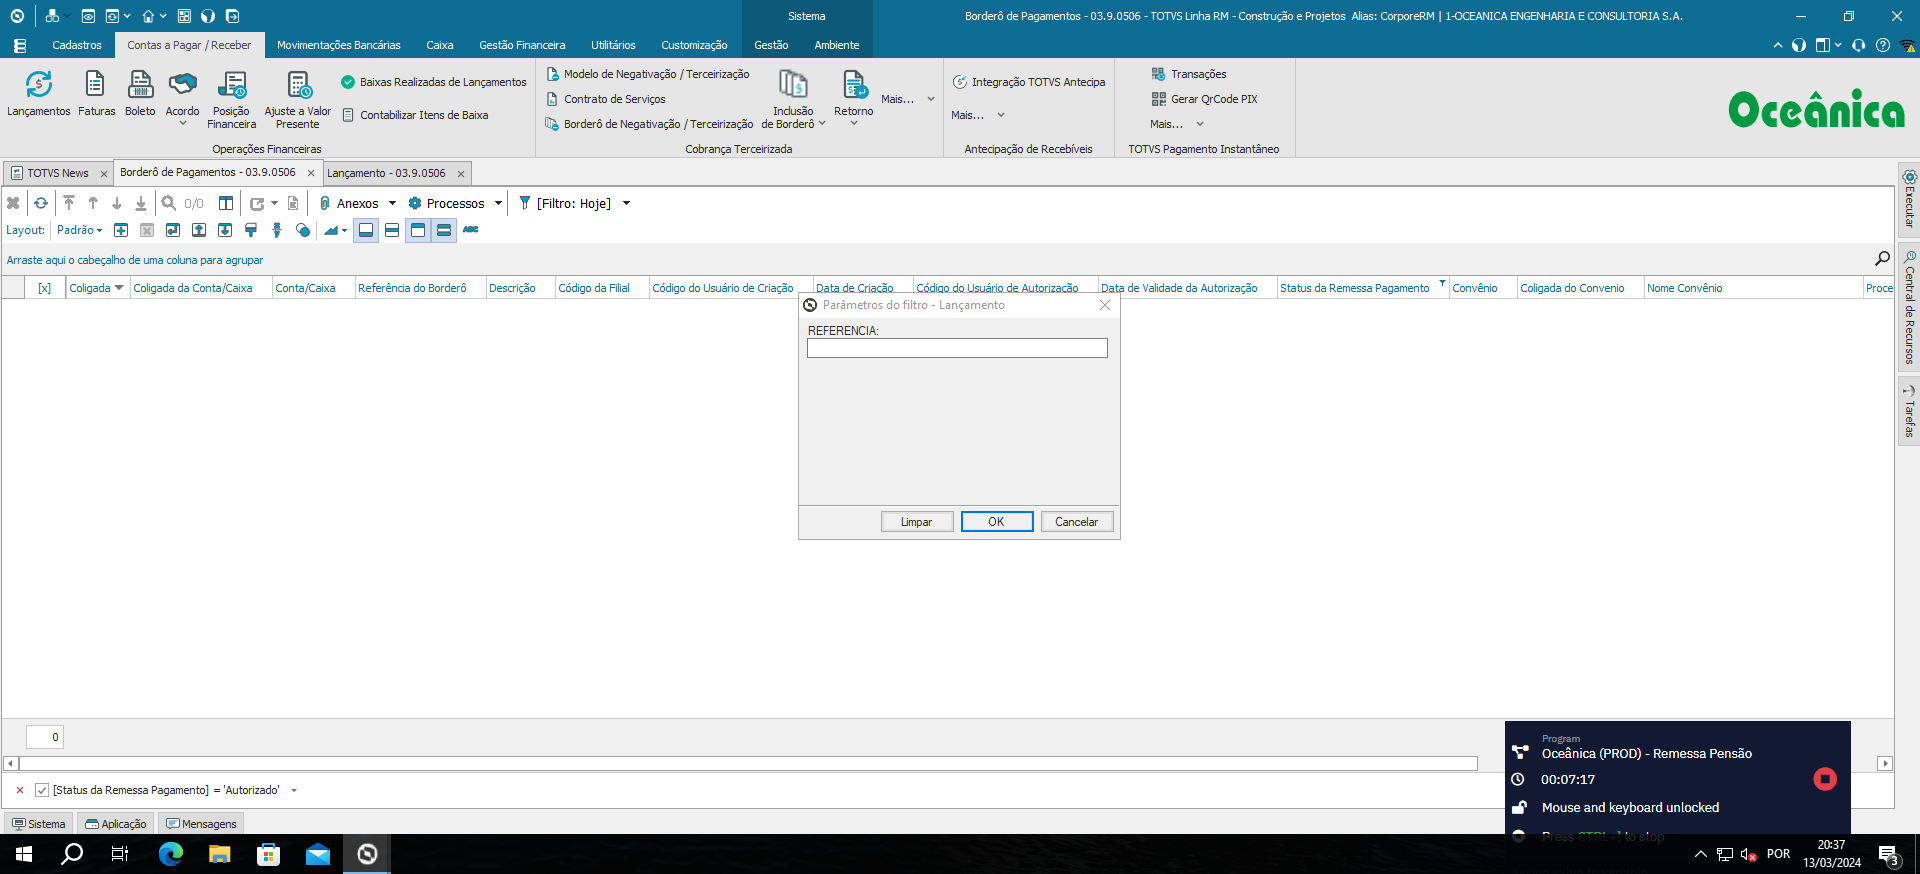 Sistema
Borderô de Pagamentos - 03.9.0506 - TOTVS Linha RM - Construção e Projetos Alias: CorporeRM | 1-OCEANICA ENGENHARIA E CONSULTORIA S.A.
Cadastros Contas a Pagar / Receber Movimentações Bancárias Caixa Gestão Financeira Utilitários Customização Gestão Ambiente
Lançamentos
Faturas
Boleto
Acordo
Posição Financeira
Ajuste a Valor Presente
Baixas Realizadas de Lançamentos
Contabilizar Itens de Baixa
Operações Financeiras
Modelo de Negativação / Terceirização
Contrato de Serviços
Borderô de Negativação / Terceirização
Inclusão de Borderô
Retorno
Mais...
Cobrança Terceirizada
Integração TOTVS Antecipa
Mais...
Antecipação de Recebíveis
Transações
Gerar QrCode PIX
Mais...
TOTVS Pagamento Instantâneo
Oceânica
TOTVS News × Borderô de Pagamentos - 03.9.0506 × Lançamento - 03.9.0506 ×
0/0 Anexos Processos [Filtro: Hoje]
Layout: Padrão ABC
Arraste aqui o cabeçalho de uma coluna para agrupar
[x] Coligada Coligada da Conta/Caixa Conta/Caixa Referência do Borderô Descrição Código da Filial Código do Usuário de Criação Data de Criação Código do Usuário de Autorização Data de Validade da Autorização Status da Remessa Pagamento Convênio Coligada do Convenio Nome Convênio Proce
Parâmetros do filtro - Lançamento
REFERENCIA:
Limpar OK Cancelar
Executar
Central de Recursos
Tarefas
0
× [Status da Remessa Pagamento] = 'Autorizado'
Sistema Aplicação Mensagens
Program
Oceânica (PROD) - Remessa Pensão
00:07:17
Mouse and keyboard unlocked
Press CTRL+] to stop
POR
20:37
13/03/2024
3